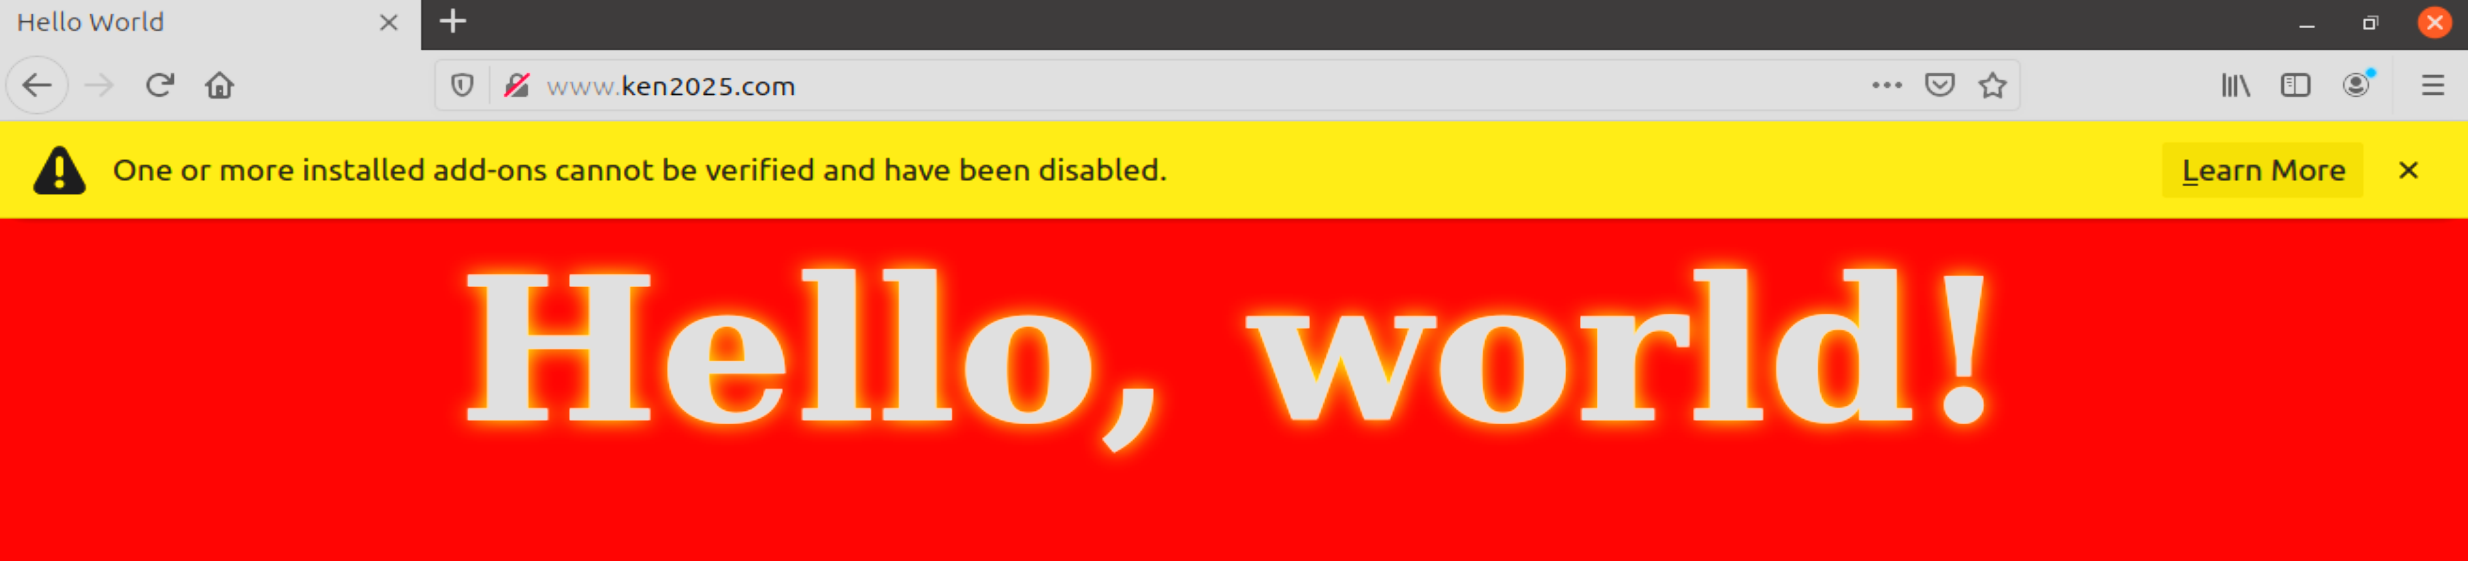 Hello World
www.ken2025.com
One or more installed add-ons cannot be verified and have been disabled.
Learn More
Hello, world!